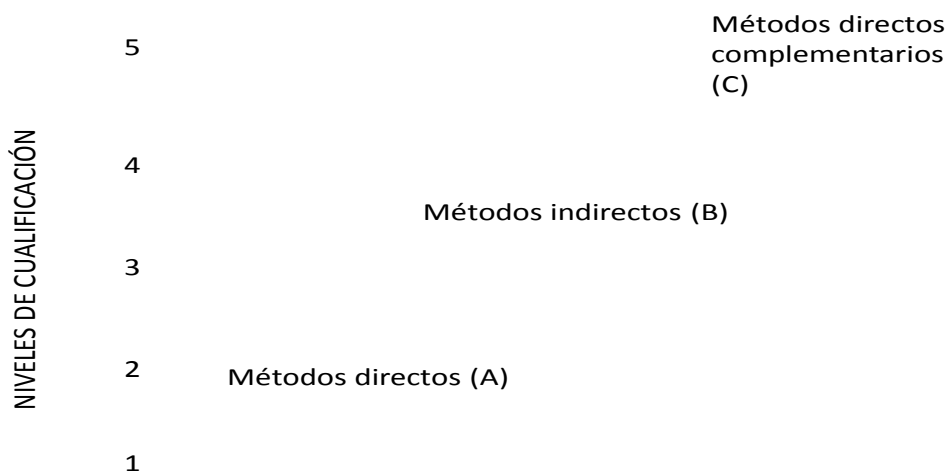 Métodos directos
complementarios
(C)
5
NIVELES DE CUALIFICACIÓN
4
Métodos indirectos (B)
3
2
Métodos directos (A)
1